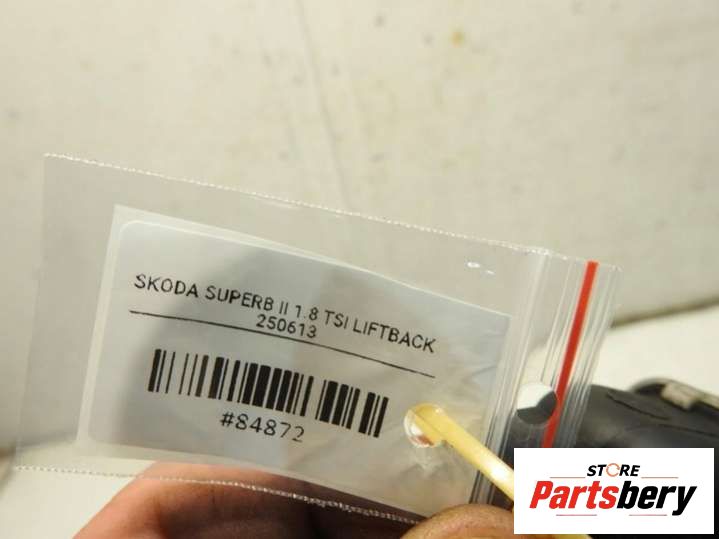 SKODA SUPERB II 1.8 TSI LIFTBACK
250613
#84872
STORE
Partsbery